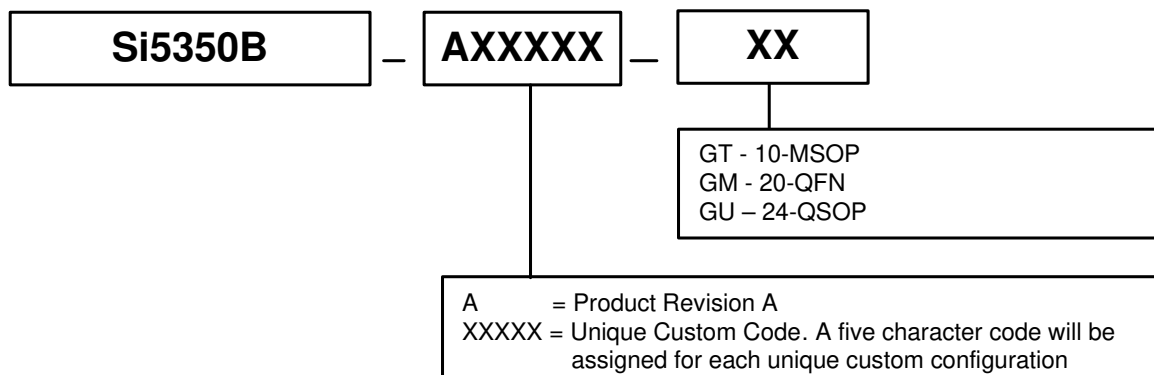 Si5350B – AXXXXX – XX
GT - 10-MSOP
GM - 20-QFN
GU – 24-QSOP
A = Product Revision A
XXXXX = Unique Custom Code. A five character code will be
assigned for each unique custom configuration